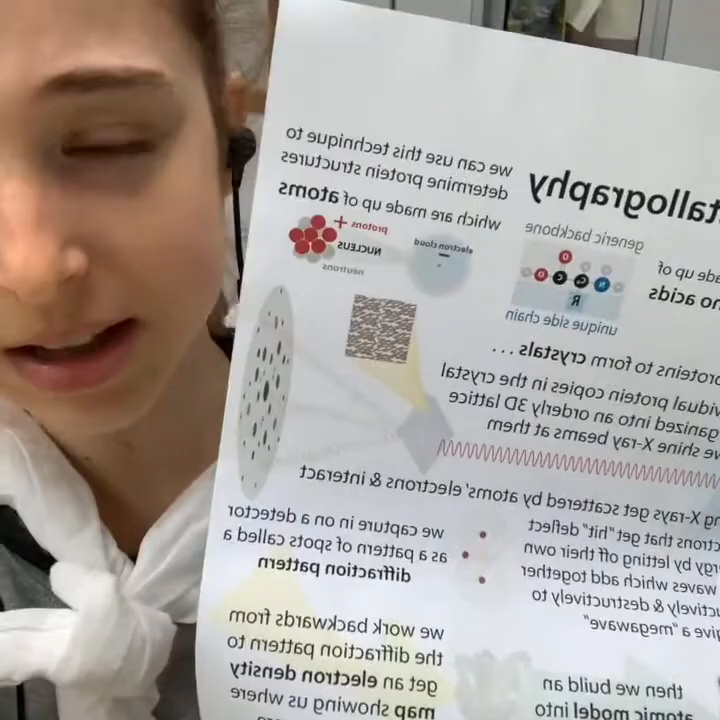 tallography
we can use this technique to
determine protein structures
which are made up of atoms
protons
+
NUCLEUS
neutrons
electron cloud
-
generic backbone
O
O C C N
R
unique side chain
ade up of
no acids
proteins to form crystals ...
vidual protein copies in the crystal
ganized into an orderly 3D lattice
ve shine X-ray beams at them
ng X-rays get scattered by atoms' electrons & interact
ctrons that get "hit" deflect
ergy by letting off their own
waves which add together
uctively & destructively to
give a "megawave"
we capture in on a detector
as a pattern of spots called a
diffraction pattern
we work backwards from
the diffraction pattern to
get an electron density
map showing us where
then we build an
atomic model into